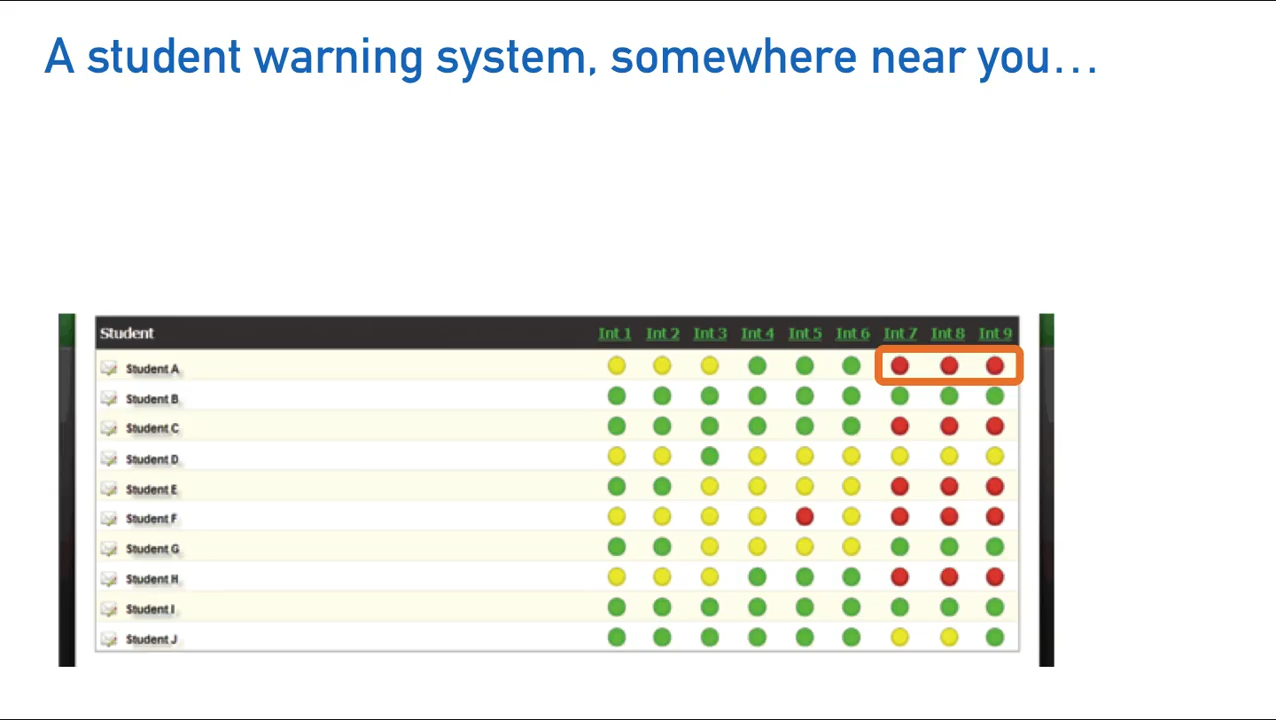 A student warning system, somewhere near you...
Student Int 1 Int 2 Int 3 Int 4 Int 5 Int 6 Int 7 Int 8 Int 9
Student A
Student B
Student C
Student D
Student E
Student F
Student G
Student H
Student I
Student J